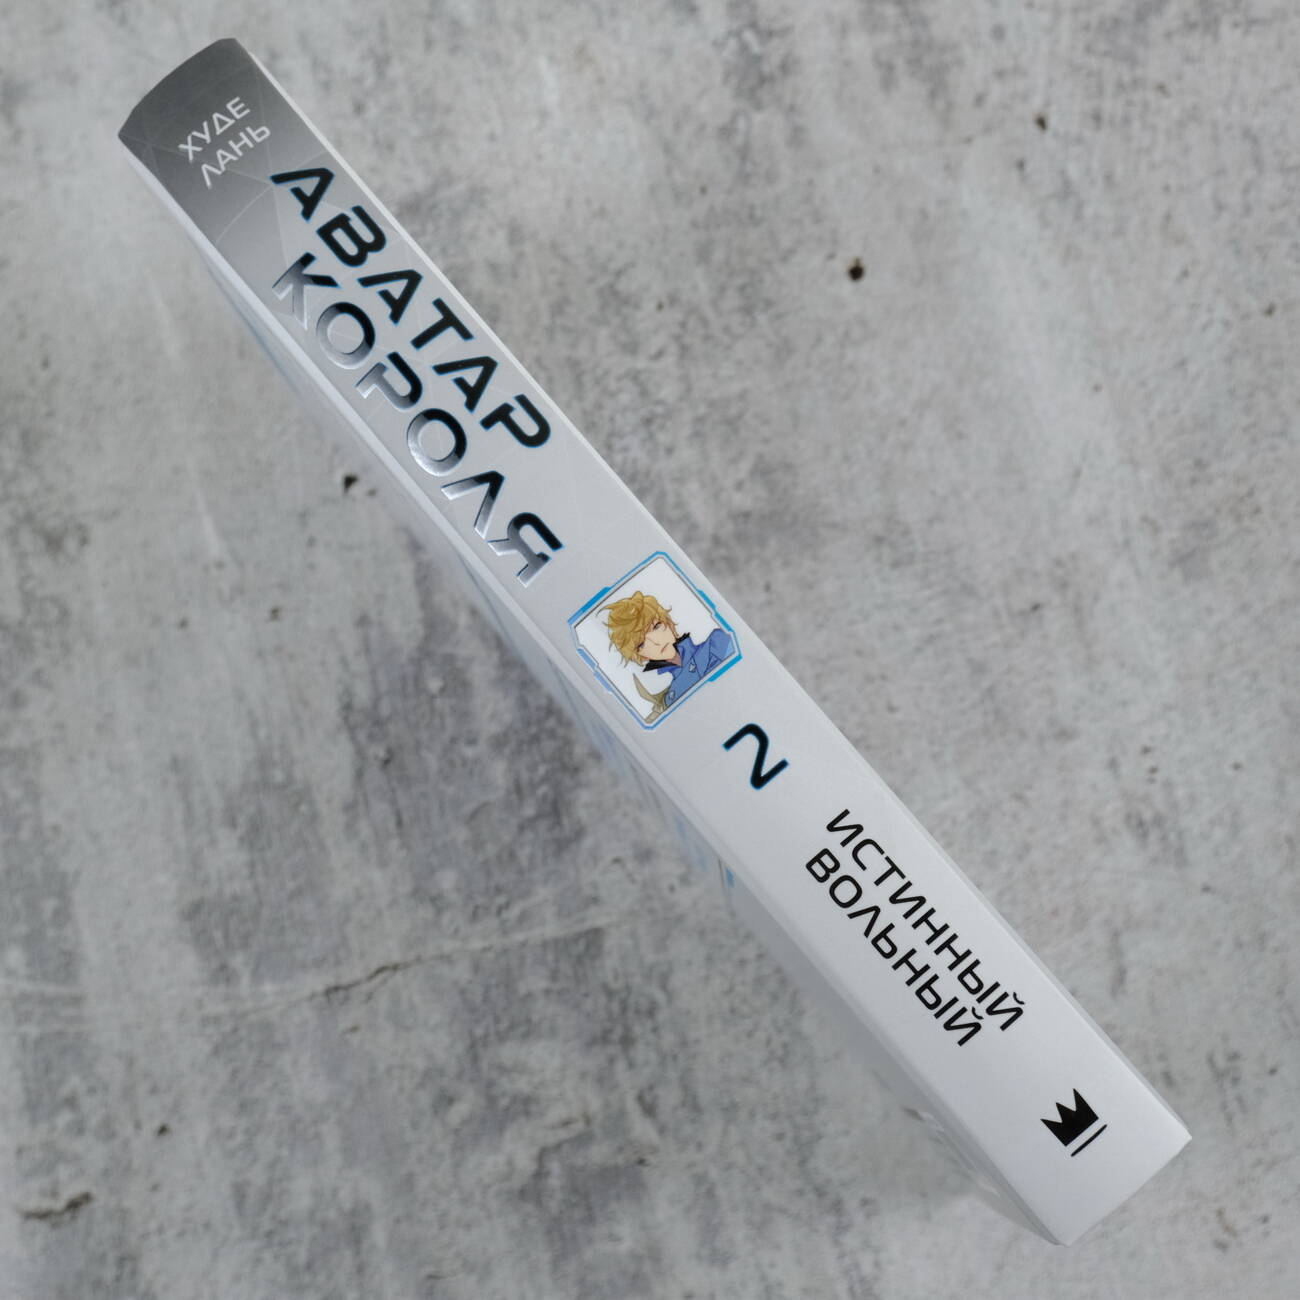 ХУДЕ
ЛАНЬ
АВАТАР
КОРОЛЯ
2
ИСТИННЫЙ
ВОЛЬНЫЙ